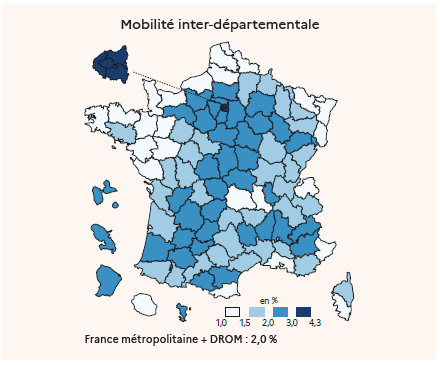 Mobilité inter-départementale
en %
1,0 1,5 2,0 3,0 4,3
France métropolitaine + DROM : 2,0 %